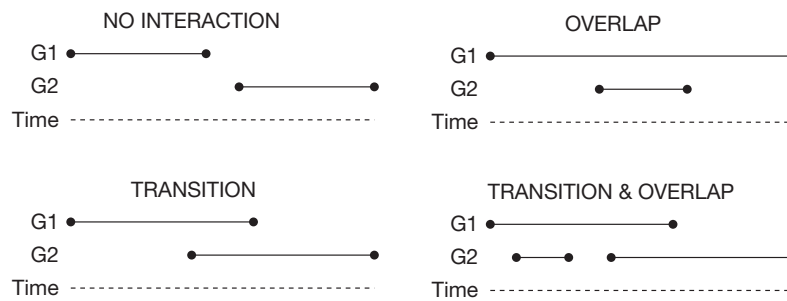 NO INTERACTION
G1
G2
Time
OVERLAP
G1
G2
Time
TRANSITION
G1
G2
Time
TRANSITION & OVERLAP
G1
G2
Time